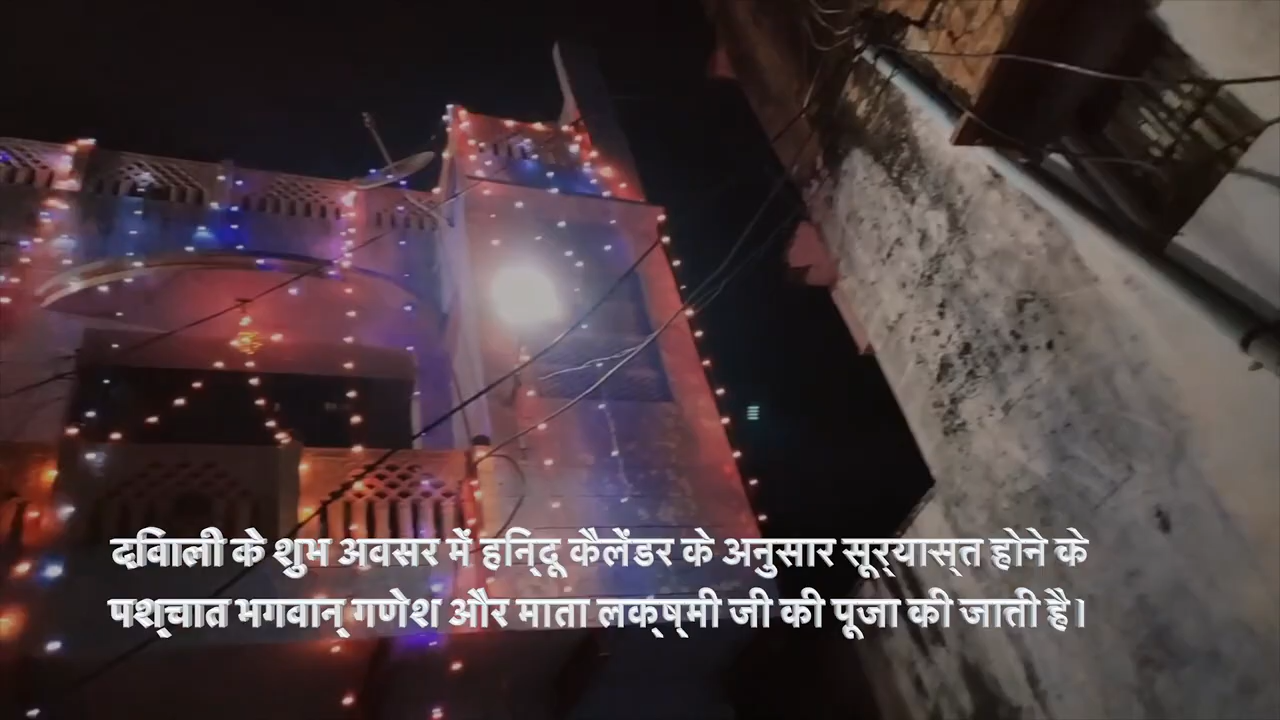 दविाली के शुभ अवसर में हनि्दू कैलेंडर के अनुसार सूर्यास्त होने के
पश्चात भगवान् गणेश और माता लक्ष्मी जी की पूजा की जाती है।